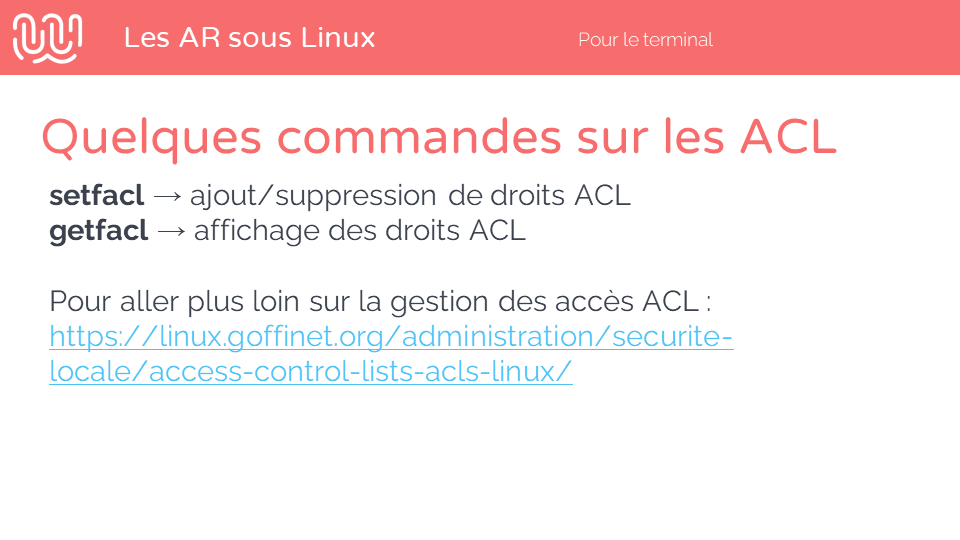 Les AR sous Linux
Pour le terminal
Quelques commandes sur les ACL
setfacl → ajout/suppression de droits ACL
getfacl → affichage des droits ACL
Pour aller plus loin sur la gestion des accès ACL :
https://linux.goffinet.org/administration/securite-
locale/access-control-lists-acls-linux/